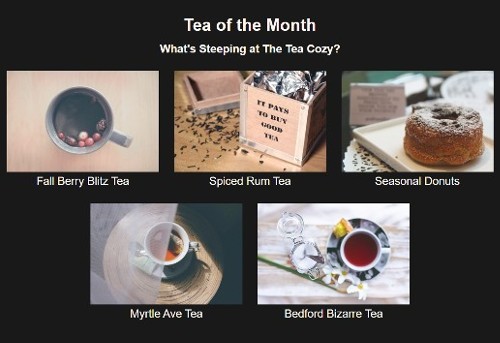 Tea of the Month
What's Steeping at The Tea Cozy?
IT PAYS
TO BUY
GOOD
TEA
Fall Berry Blitz Tea
Spiced Rum Tea
Seasonal Donuts
Myrtle Ave Tea
Bedford Bizarre Tea